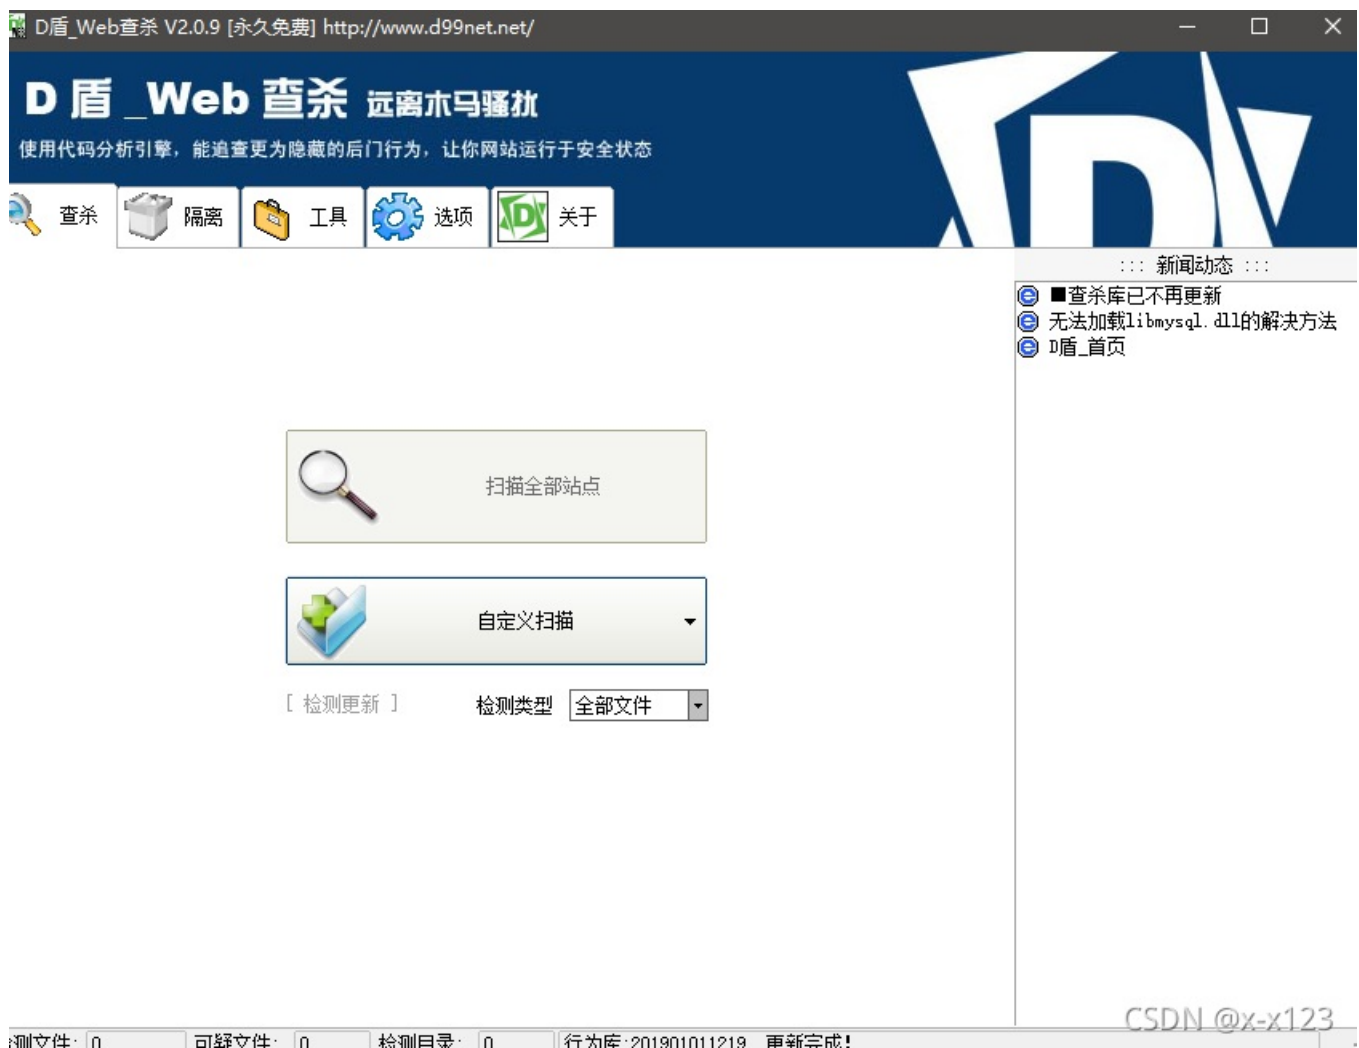 D盾_Web查杀 V2.0.9 [永久免费] http://www.d99net.net/
D 盾 _Web 查杀 远离木马骚扰
使用代码分析引擎，能追查更为隐藏的后门行为，让你网站运行于安全状态
查杀 隔离 工具 选项 关于
::: 新闻动态 :::
■查杀库已不再更新
无法加载libmysql.dll的解决方法
D盾_首页
扫描全部站点
自定义扫描
[ 检测更新 ] 检测类型 全部文件
测文件: 0 可疑文件: 0 检测目录: 0 行为库:201901011219 更新完成!
CSDN @x-x123